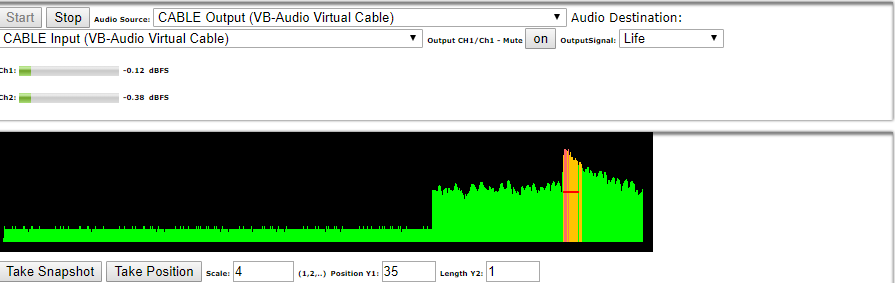 Start Stop Audio Source: CABLE Output (VB-Audio Virtual Cable) Audio Destination:
CABLE Input (VB-Audio Virtual Cable) Output CH1/Ch1 - Mute on OutputSignal: Life
Ch1: -0.12 dBFS
Ch2: -0.38 dBFS
Take Snapshot Take Position Scale: 4 (1,2,..) Position Y1: 35 Length Y2: 1